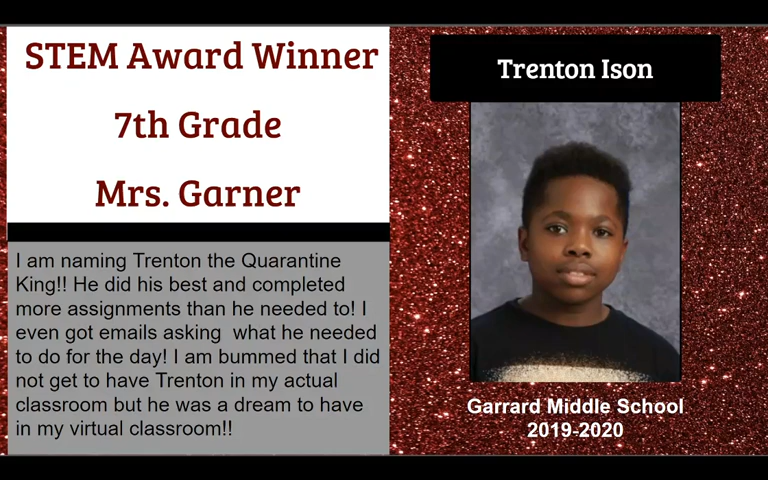 STEM Award Winner
7th Grade
Mrs. Garner
I am naming Trenton the Quarantine
King!! He did his best and completed
more assignments than he needed to! I
even got emails asking  what he needed
to do for the day! I am bummed that I did
not get to have Trenton in my actual
classroom but he was a dream to have
in my virtual classroom!!
Trenton Ison
Garrard Middle School
2019-2020